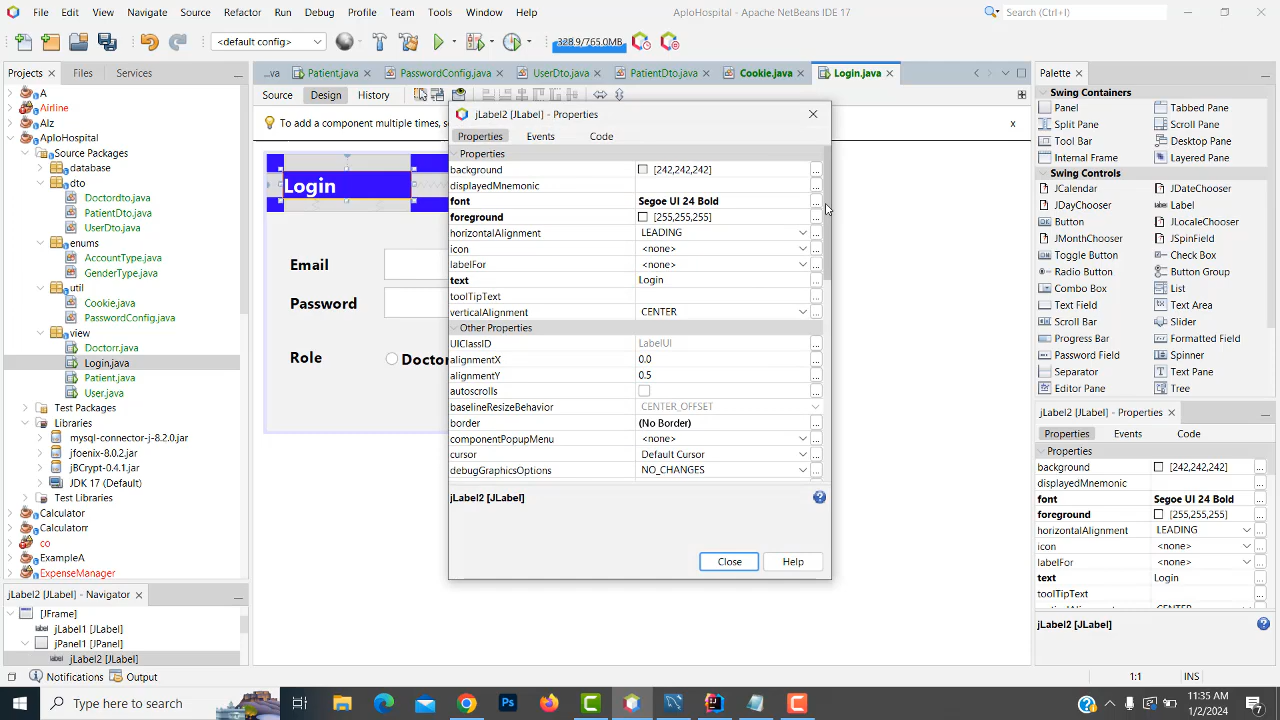 File Edit View Navigate Source Refactor Run Debug Profile Team Tools Window Help
AploHospital - Apache NetBeans IDE 17
Search (Ctrl+I)
<default config>
328.9/765.0MB
Projects Files Services
...va Patient.java PasswordConfig.java UserDto.java PatientDto.java Cookie.java Login.java
Source Design History
To add a component multiple times, s
x
A
Airline
Alz
AploHospital
Source Packages
database
dto
Doctordto.java
PatientDto.java
UserDto.java
enums
AccountType.java
GenderType.java
util
Cookie.java
PasswordConfig.java
view
Doctorr.java
Login.java
Patient.java
User.java
Test Packages
Libraries
mysql-connector-j-8.2.0.jar
jfoenix-8.0.4.jar
jBCrypt-0.4.1.jar
JDK 17 (Default)
Test Libraries
Calculator
Calculatorr
co
ExampleA
ExpenseManager
jLabel2 [JLabel] - Navigator
[JFrame]
jLabel1 [JLabel]
jPanel1 [JPanel]
jLabel2 [JLabel]
Notifications Output
Login
Email
Password
Role
Docto
jLabel2 [JLabel] - Properties
Properties Events Code
Properties
background [242,242,242] ...
displayedMnemonic ...
font Segoe UI 24 Bold ...
foreground [255,255,255] ...
horizontalAlignment LEADING ...
icon <none> ...
labelFor <none> ...
text Login ...
toolTipText ...
verticalAlignment CENTER ...
Other Properties
UIClassID LabelUI ...
alignmentX 0.0 ...
alignmentY 0.5 ...
autoscrolls ...
baselineResizeBehavior CENTER_OFFSET
border (No Border) ...
componentPopupMenu <none> ...
cursor Default Cursor ...
debugGraphicsOptions NO_CHANGES ...
jLabel2 [JLabel]
Close Help
Palette
Swing Containers
Panel Tabbed Pane
Split Pane Scroll Pane
Tool Bar Desktop Pane
Internal Frame Layered Pane
Swing Controls
JCalendar JDateChooser
JDayChooser Label
Button JLocaleChooser
JMonthChooser JSpinField
Toggle Button Check Box
Radio Button Button Group
Combo Box List
Text Field Text Area
Scroll Bar Slider
Progress Bar Formatted Field
Password Field Spinner
Separator Text Pane
Editor Pane Tree
jLabel2 [JLabel] - Properties
Properties Events Code
Properties
background [242,242,242] ...
displayedMnemonic ...
font Segoe UI 24 Bold ...
foreground [255,255,255] ...
horizontalAlignment LEADING ...
icon <none> ...
labelFor <none> ...
text Login ...
toolTipText ...
jLabel2 [JLabel]
1:1 INS
Type here to search
Ps
11:35 AM
1/2/2024